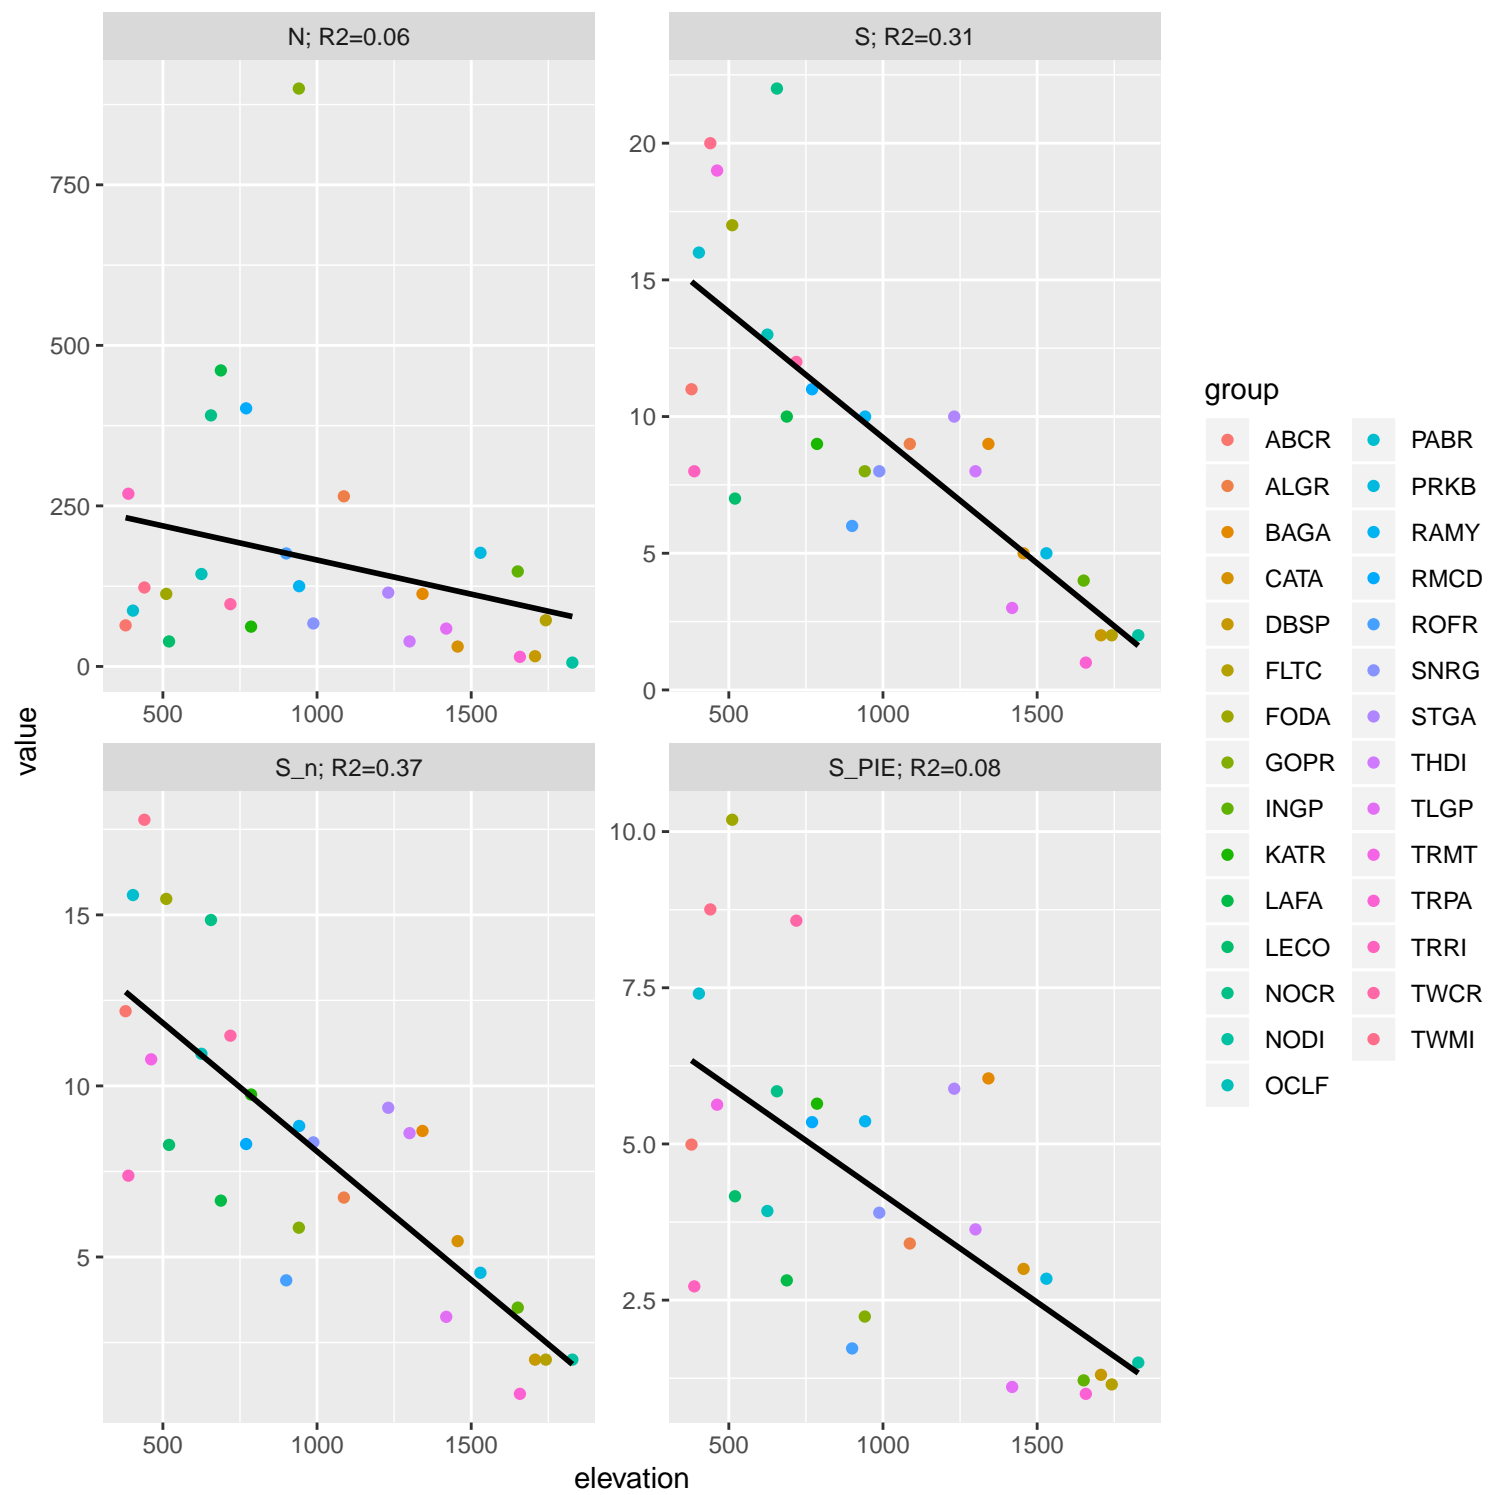 N; R2=0.06
S; R2=0.31
750
500
250
0
20
15
10
5
0
500 1000 1500
500 1000 1500
S_n; R2=0.37
S_PIE; R2=0.08
15
10
5
10.0
7.5
5.0
2.5
500 1000 1500
500 1000 1500
value
elevation
group
ABCR
ALGR
BAGA
CATA
DBSP
FLTC
FODA
GOPR
INGP
KATR
LAFA
LECO
NOCR
NODI
OCLF
PABR
PRKB
RAMY
RMCD
ROFR
SNRG
STGA
THDI
TLGP
TRMT
TRPA
TRRI
TWCR
TWMI